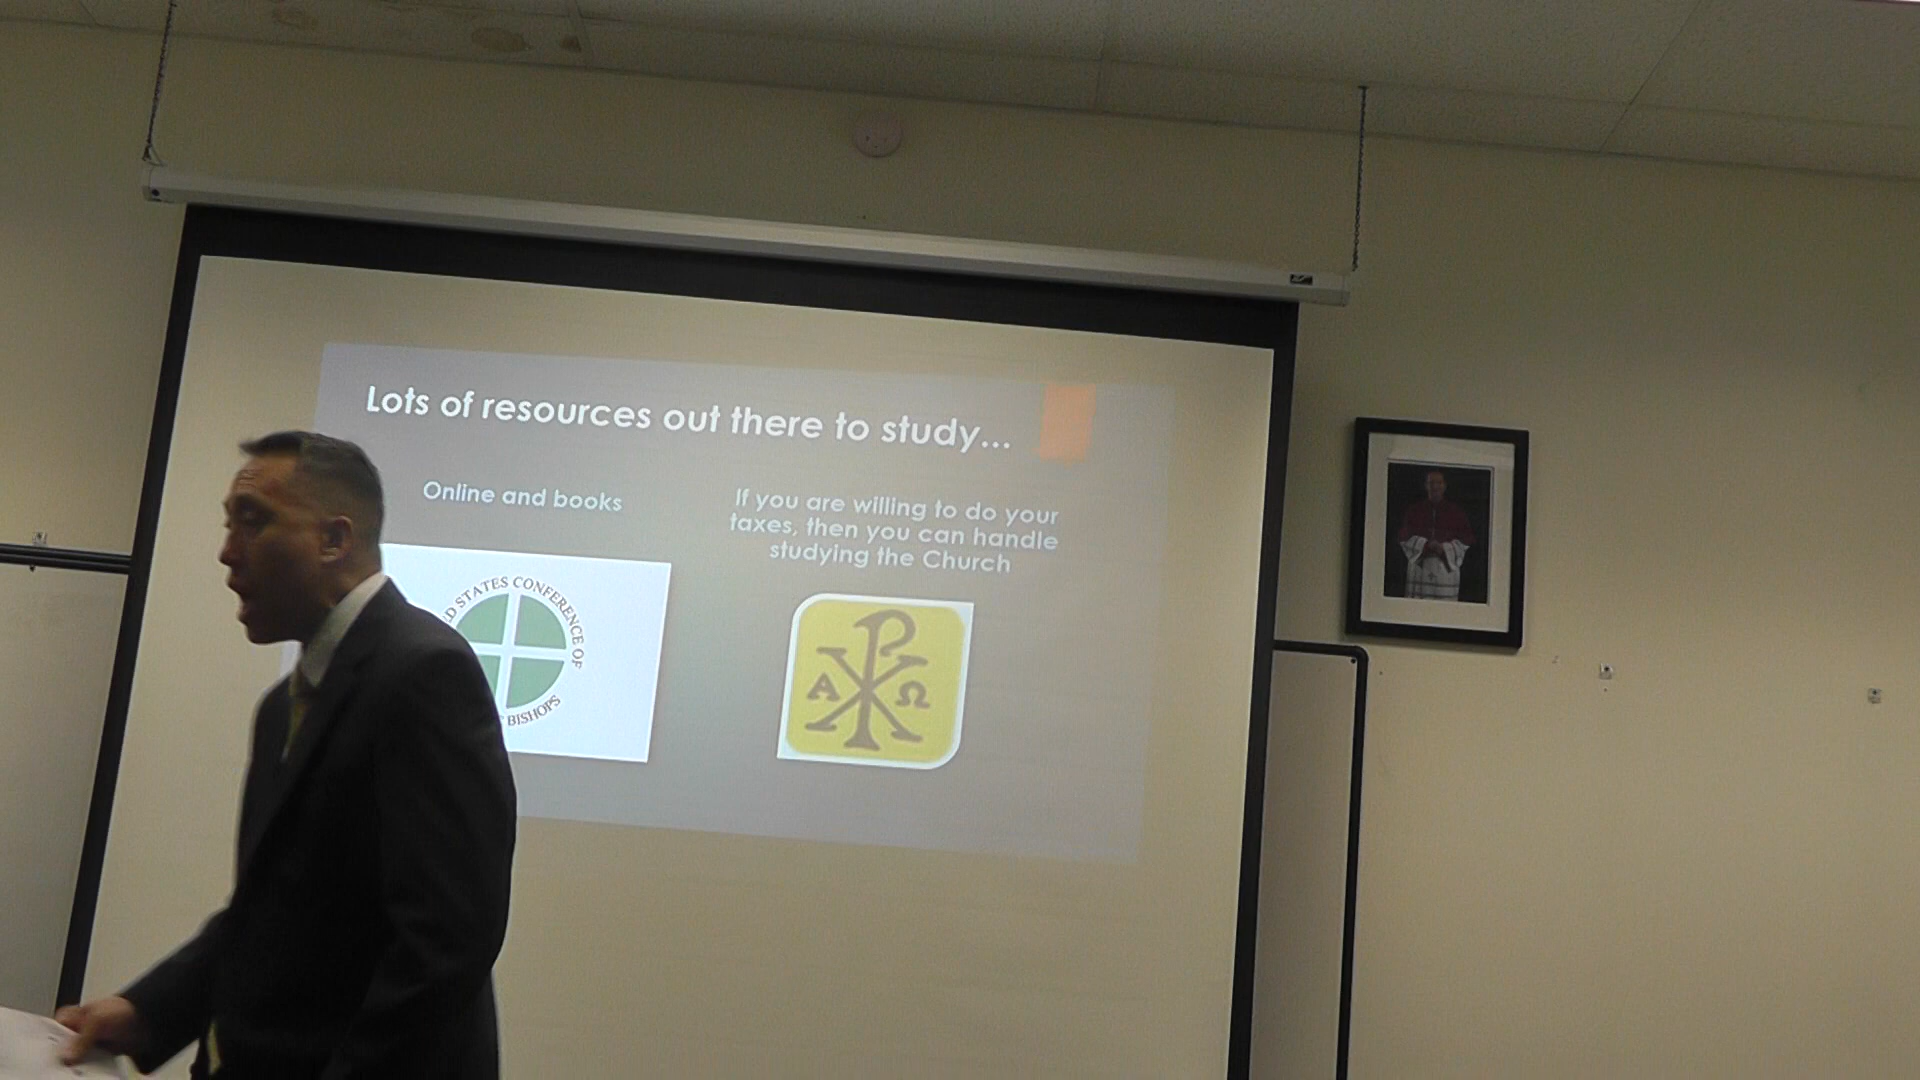 Lots of resources out there to study...
Online and books
If you are willing to do your
taxes, then you can handle
studying the Church
STATES CONFERENCE OF
BISHOPS
Α Ω